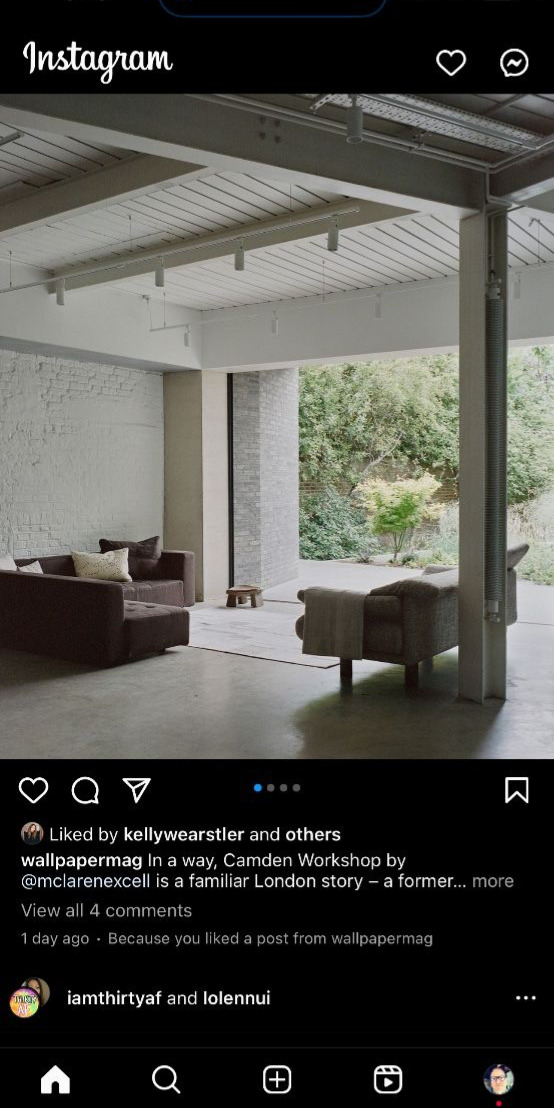 Instagram
Liked by kellywearstler and others
wallpapermag In a way, Camden Workshop by
@mclarenexcell is a familiar London story – a former... more
View all 4 comments
1 day ago · Because you liked a post from wallpapermag
iamthirtyaf and lolennui